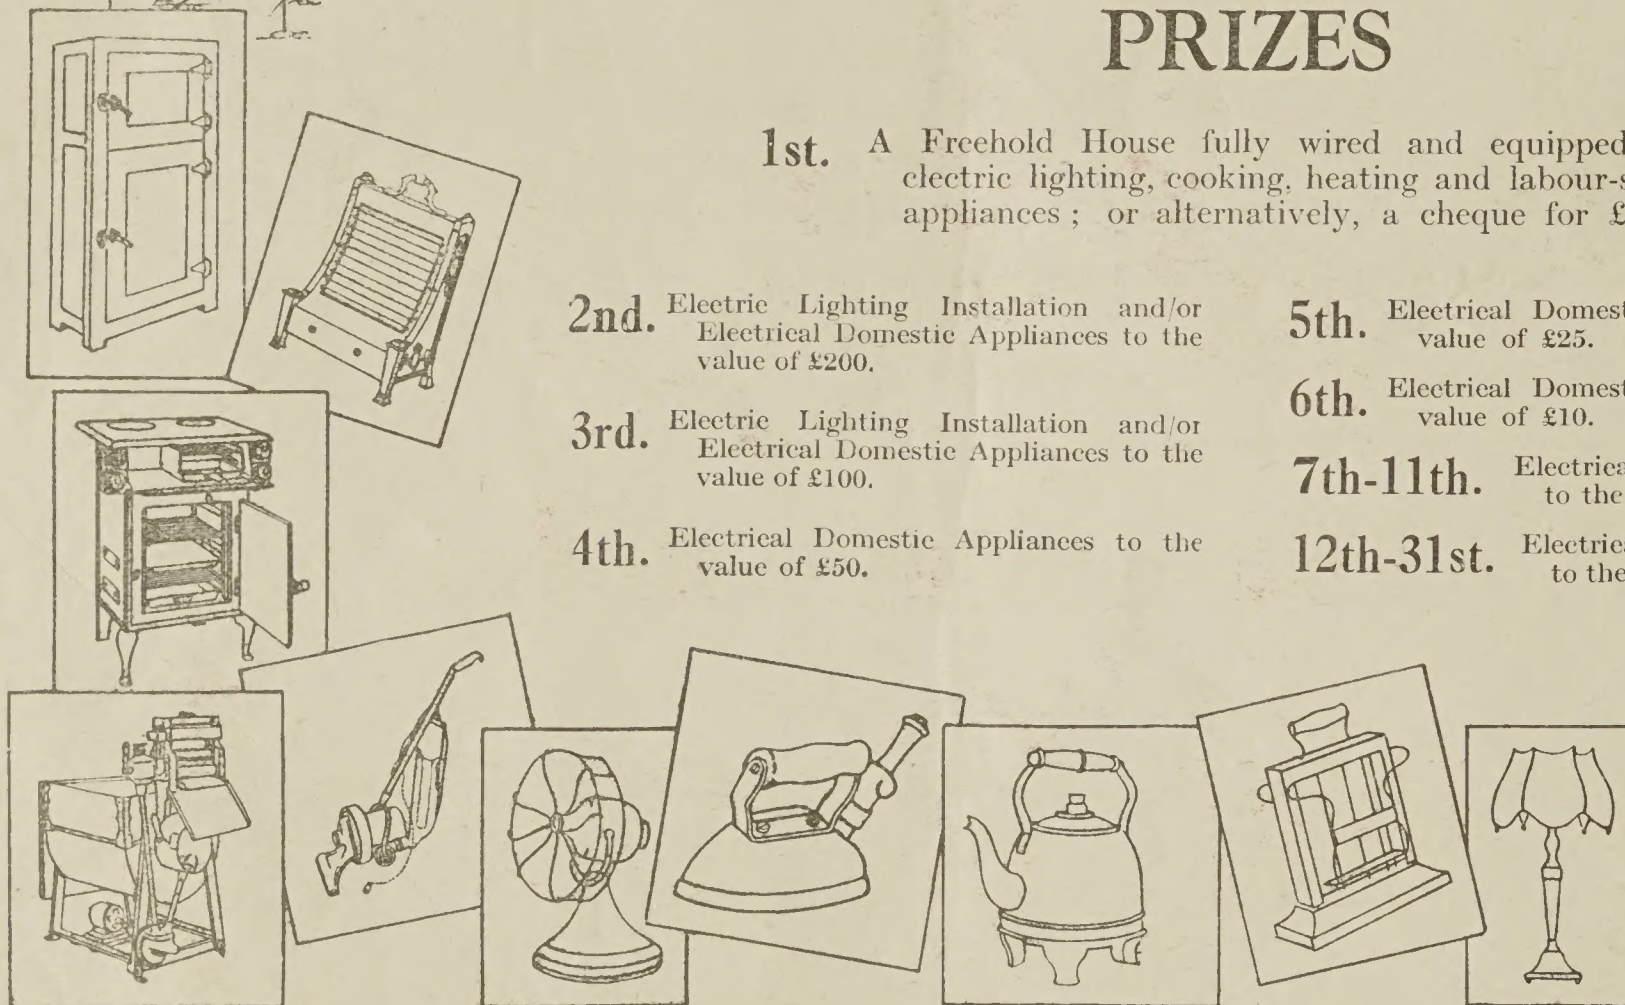 PRIZES
1st. A Freehold House fully wired and equipped
electric lighting, cooking, heating and labour-
appliances ; or alternatively, a cheque for £
2nd. Electric Lighting Installation and/or
Electrical Domestic Appliances to the
value of £200.
3rd. Electric Lighting Installation and/or
Electrical Domestic Appliances to the
value of £100.
4th. Electrical Domestic Appliances to the
value of £50.
5th. Electrical Domest
value of £25.
6th. Electrical Domest
value of £10.
7th-11th. Electrica
to the
12th-31st. Electrica
to the